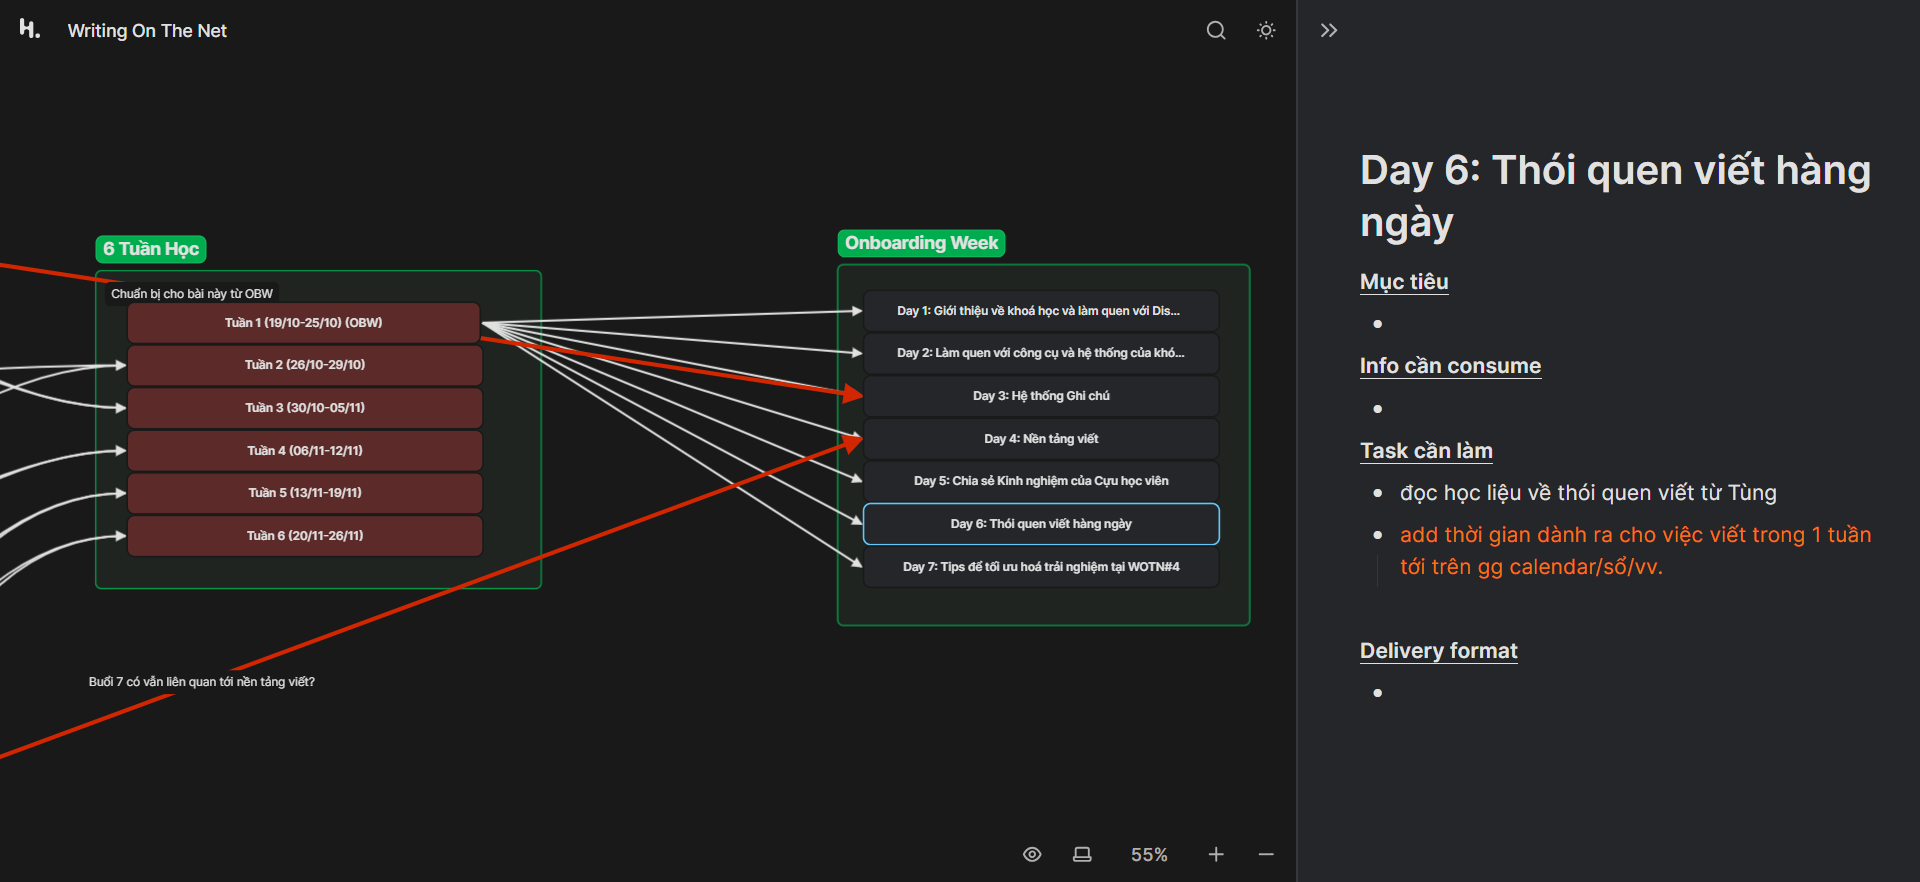 H.
Writing On The Net
6 Tuần Học
Chuẩn bị cho bài này từ OBW
Tuần 1 (19/10-25/10) (OBW)
Tuần 2 (26/10-29/10)
Tuần 3 (30/10-05/11)
Tuần 4 (06/11-12/11)
Tuần 5 (13/11-19/11)
Tuần 6 (20/11-26/11)
Buổi 7 có vẫn liên quan tới nền tảng viết?
Onboarding Week
Day 1: Giới thiệu về khoá học và làm quen với Dis...
Day 2: Làm quen với công cụ và hệ thống của khó...
Day 3: Hệ thống Ghi chú
Day 4: Nền tảng viết
Day 5: Chia sẻ Kinh nghiệm của Cựu học viên
Day 6: Thói quen viết hàng ngày
Day 7: Tips để tối ưu hoá trải nghiệm tại WOTN#4
55%
Day 6: Thói quen viết hàng
ngày
Mục tiêu
Info cần consume
Task cần làm
đọc học liệu về thói quen viết từ Tùng
add thời gian dành ra cho việc viết trong 1 tuần
tới trên gg calendar/sổ/vv.
Delivery format